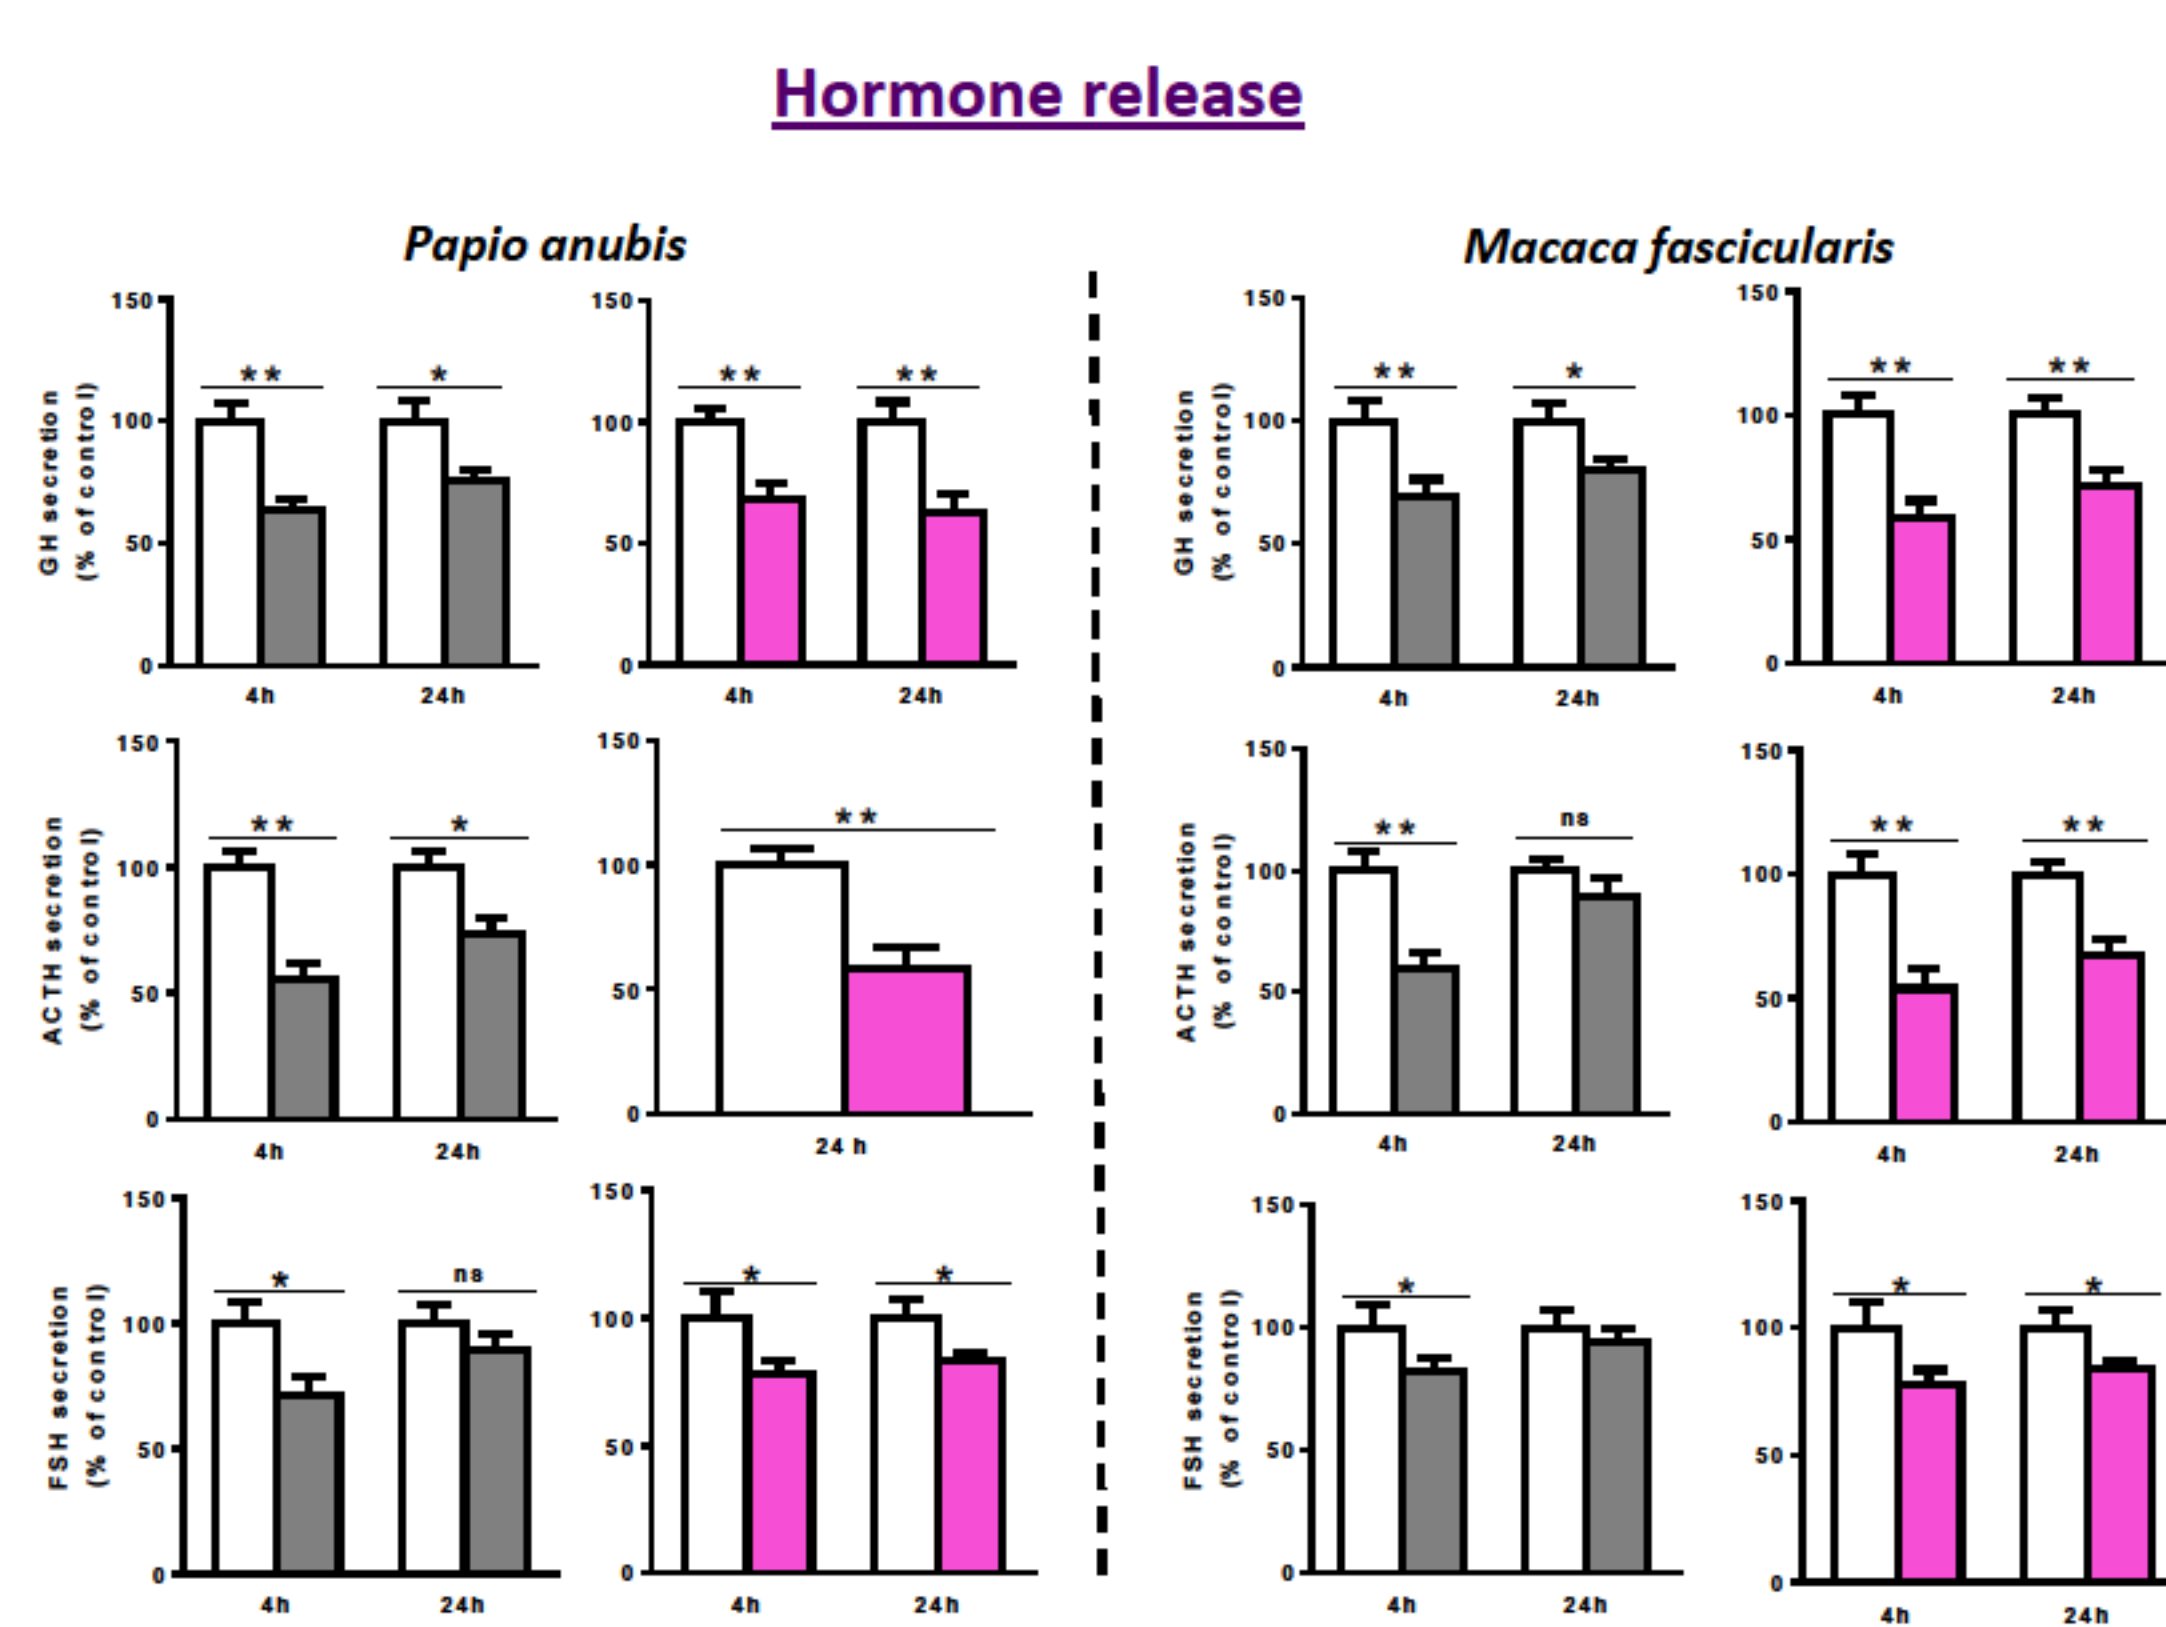 Hormone release
Papio anubis
Macaca fascicularis
GH secretion
(% of control)
150
100
50
0
**
*
4h
24h
150
100
50
0
**
**
4h
24h
GH secretion
(% of control)
150
100
50
0
**
*
4h
24h
150
100
50
0
**
**
4h
24h
ACTH secretion
(% of control)
150
100
50
0
**
*
4h
24h
150
100
50
0
**
24 h
ACTH secretion
(% of control)
150
100
50
0
**
ns
4h
24h
150
100
50
0
**
**
4h
24h
FSH secretion
(% of control)
150
100
50
0
*
ns
4h
24h
150
100
50
0
*
*
4h
24h
FSH secretion
(% of control)
150
100
50
0
*
4h
24h
150
100
50
0
*
*
4h
24h